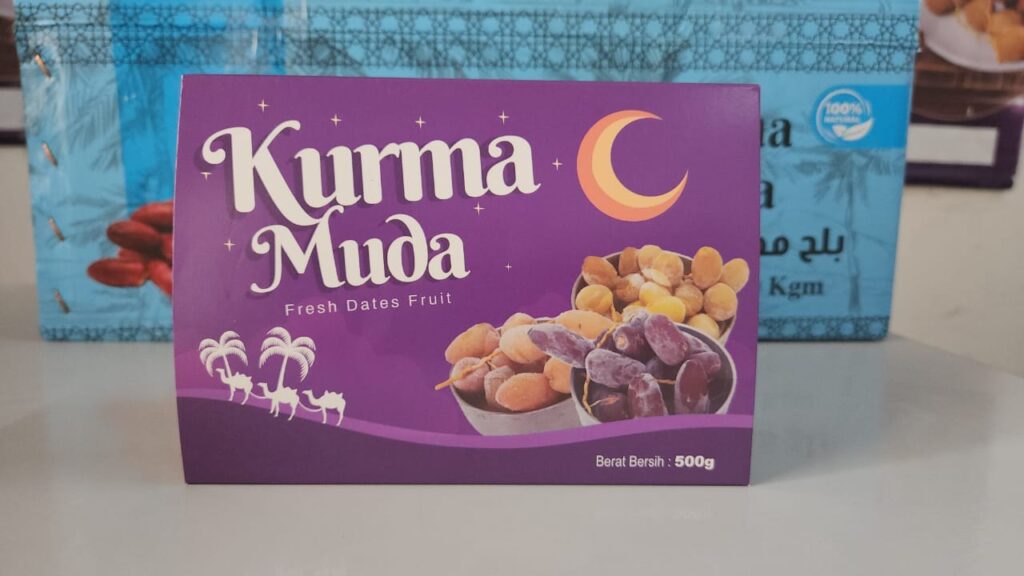 Kurma
Muda
Fresh Dates Fruit
Berat Bersih : 500g
100%
NATURAL
بلح
Kgm